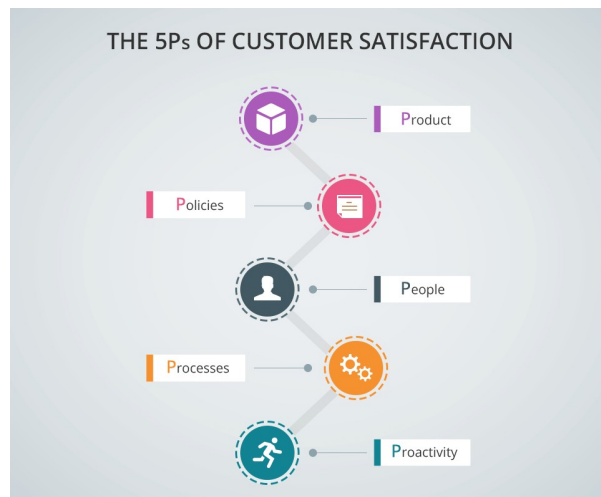 THE 5Ps OF CUSTOMER SATISFACTION
Product
Policies
People
Processes
Proactivity